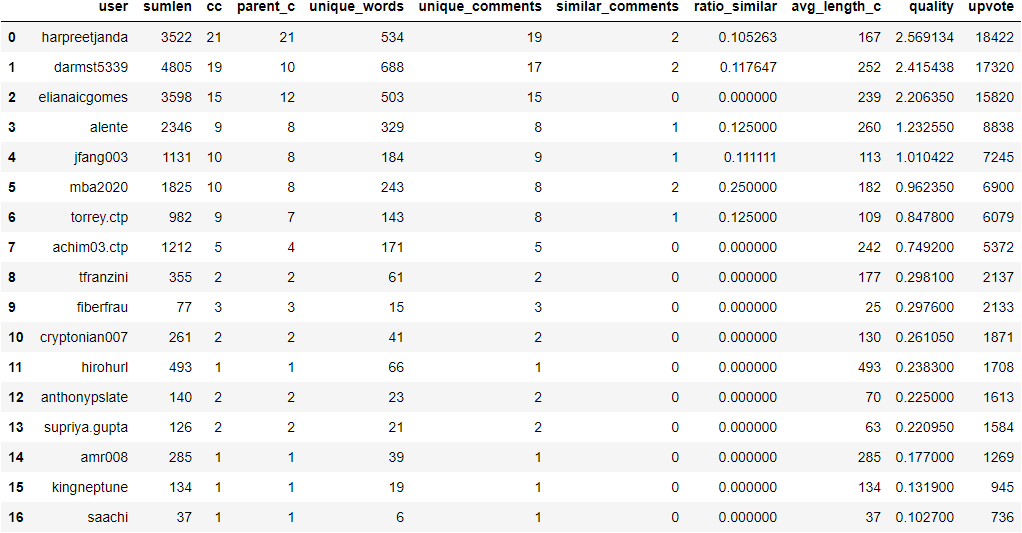 user sumlen cc parent_c unique_words unique_comments similar_comments ratio_similar avg_length_c quality upvote
0 harpreetjanda 3522 21 21 534 19 2 0.105263 167 2.569134 18422
1 darmst5339 4805 19 10 688 17 2 0.117647 252 2.415438 17320
2 elianaicgomes 3598 15 12 503 15 0 0.000000 239 2.206350 15820
3 alente 2346 9 8 329 8 1 0.125000 260 1.232550 8838
4 jfang003 1131 10 8 184 9 1 0.111111 113 1.010422 7245
5 mba2020 1825 10 8 243 8 2 0.250000 182 0.962350 6900
6 torrey.ctp 982 9 7 143 8 1 0.125000 109 0.847800 6079
7 achim03.ctp 1212 5 4 171 5 0 0.000000 242 0.749200 5372
8 tfranzini 355 2 2 61 2 0 0.000000 177 0.298100 2137
9 fiberfrau 77 3 3 15 3 0 0.000000 25 0.297600 2133
10 cryptonian007 261 2 2 41 2 0 0.000000 130 0.261050 1871
11 hirohurl 493 1 1 66 1 0 0.000000 493 0.238300 1708
12 anthonypslate 140 2 2 23 2 0 0.000000 70 0.225000 1613
13 supriya.gupta 126 2 2 21 2 0 0.000000 63 0.220950 1584
14 amr008 285 1 1 39 1 0 0.000000 285 0.177000 1269
15 kingneptune 134 1 1 19 1 0 0.000000 134 0.131900 945
16 saachi 37 1 1 6 1 0 0.000000 37 0.102700 736